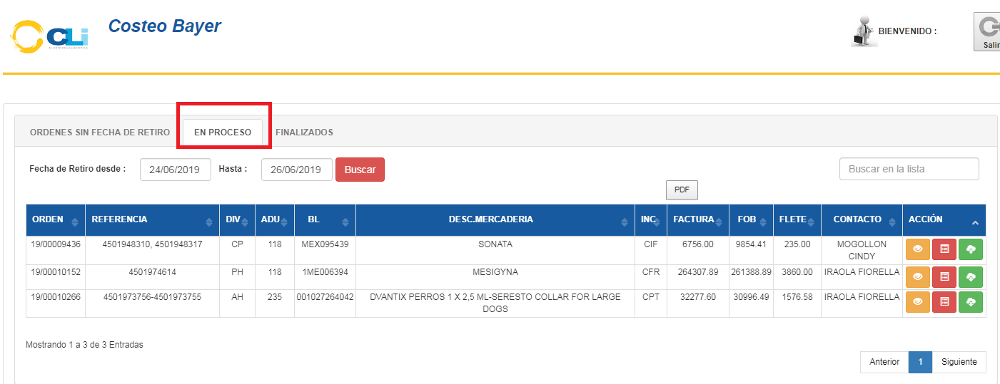 CLi
Costeo Bayer
BIENVENIDO :
Salir
ORDENES SIN FECHA DE RETIRO EN PROCESO FINALIZADOS
Fecha de Retiro desde : 24/06/2019 Hasta : 26/06/2019 Buscar Buscar en la lista
PDF
ORDEN REFERENCIA DIV ADU BL DESC.MERCADERIA INC FACTURA FOB FLETE CONTACTO ACCIÓN
19/00009436 4501948310, 4501948317 CP 118 MEX095439 SONATA CIF 6756.00 9854.41 235.00 MOGOLLON
CINDY
19/00010152 4501974614 PH 118 1ME006394 MESIGYNA CFR 264307.89 261388.89 3860.00 IRAOLA FIORELLA
19/00010266 4501973756-4501973755 AH 235 001027264042 DVANTIX PERROS 1 X 2,5 ML-SERESTO COLLAR FOR LARGE CPT 32277.60 30996.49 1576.58 IRAOLA FIORELLA
DOGS
Mostrando 1 a 3 de 3 Entradas
Anterior 1 Siguiente